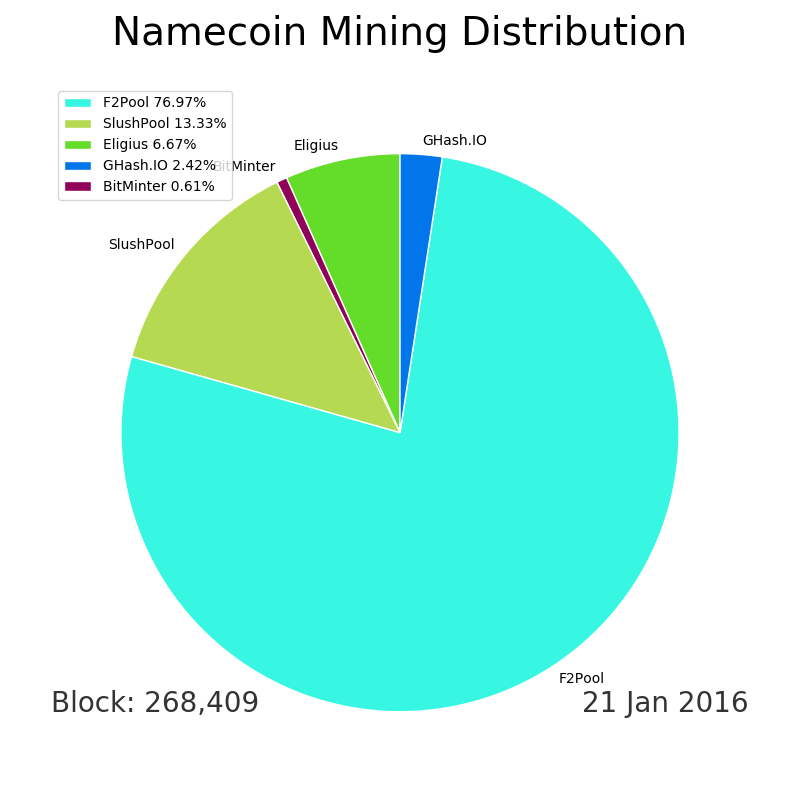 Namecoin Mining Distribution
F2Pool 76.97%
SlushPool 13.33%
Eligius 6.67%
GHash.IO 2.42%
BitMinter 0.61%
GHash.IO
Eligius
BitMinter
SlushPool
F2Pool
Block: 268,409
21 Jan 2016